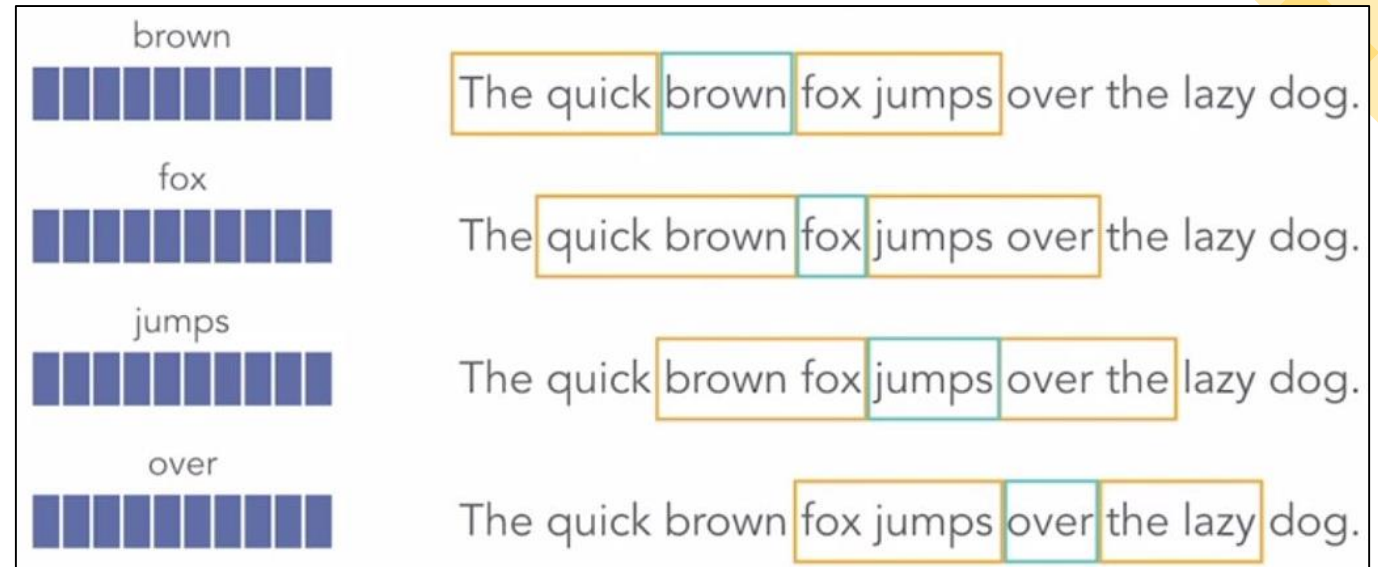 brown
The quick brown fox jumps over the lazy dog.
fox
The quick brown fox jumps over the lazy dog.
jumps
The quick brown fox jumps over the lazy dog.
over
The quick brown fox jumps over the lazy dog.